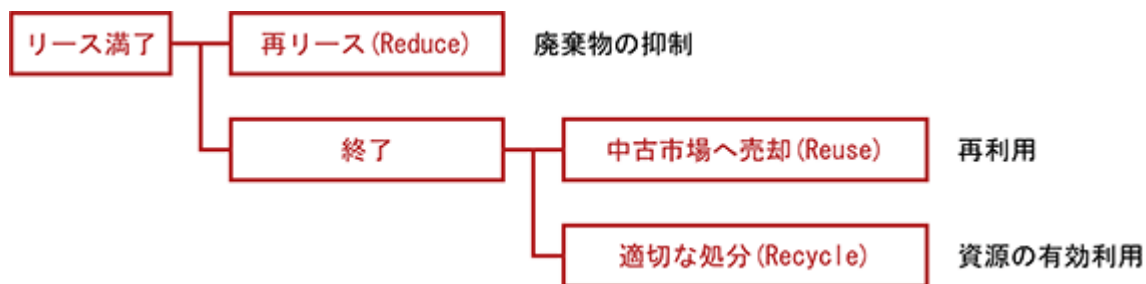 リース満了
再リース(Reduce)
廃棄物の抑制
終了
中古市場へ売却(Reuse)
再利用
適切な処分(Recycle)
資源の有効利用